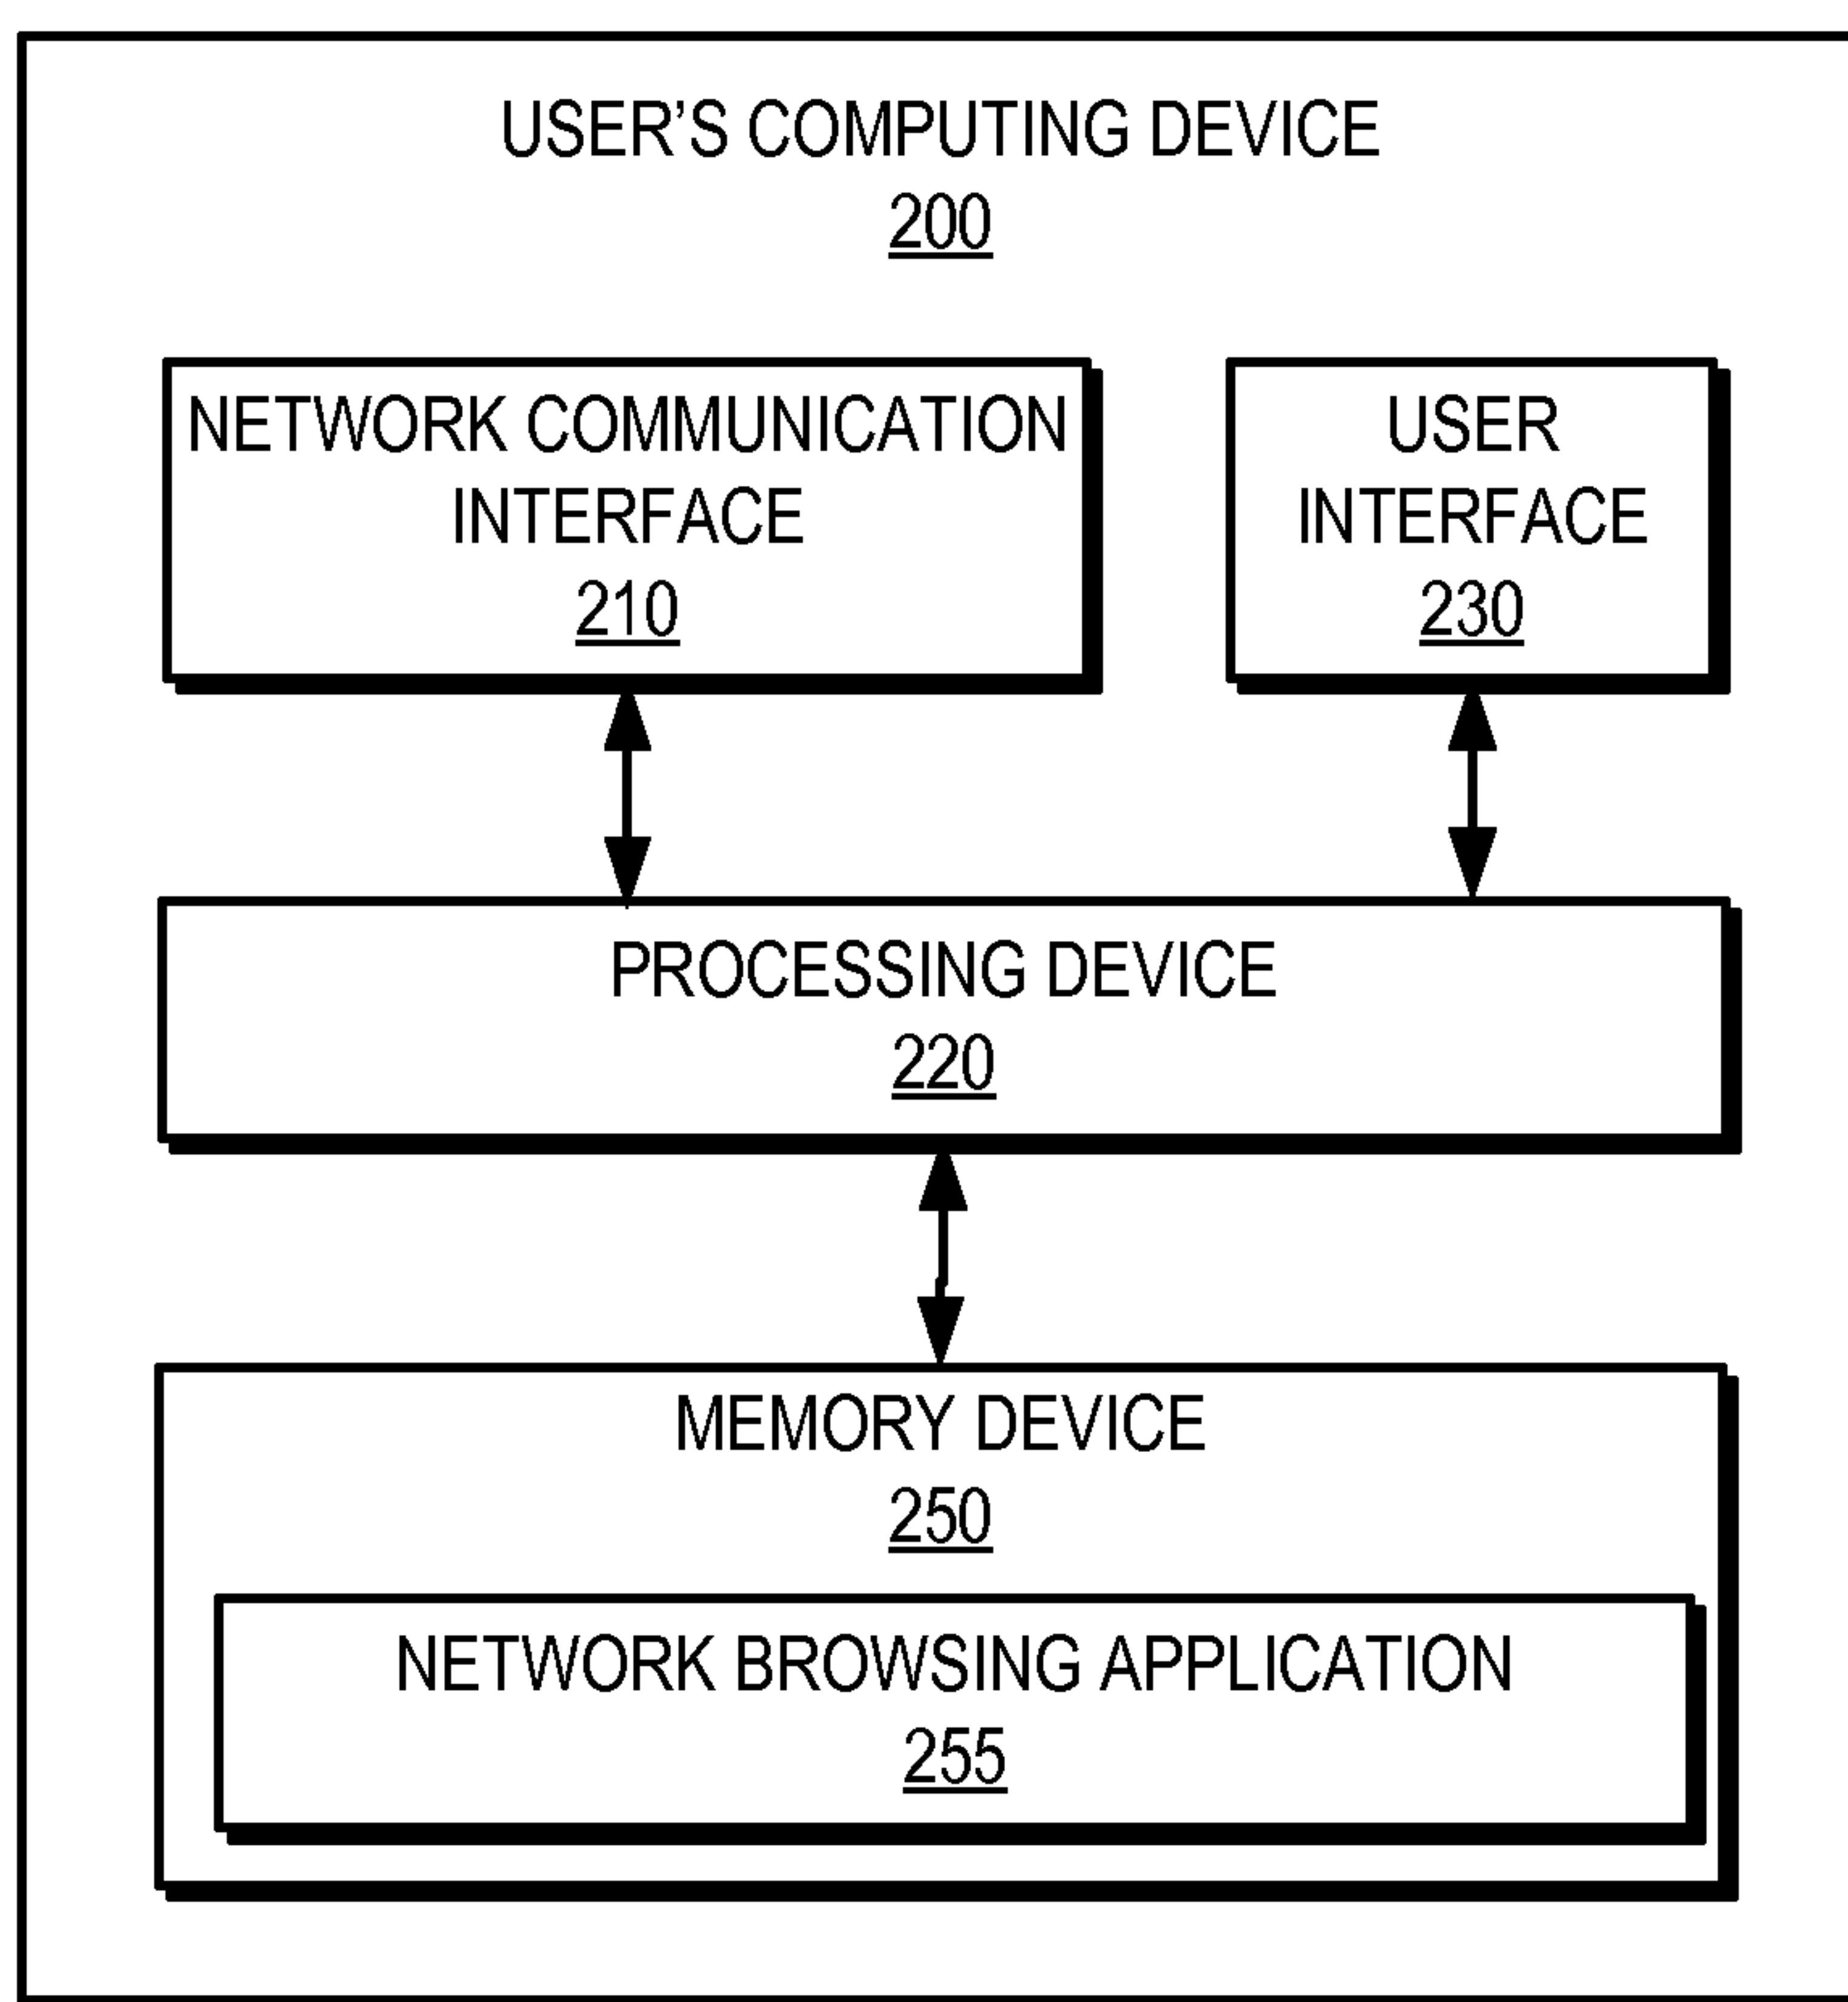 USER’S COMPUTING DEVICE
200
NETWORK COMMUNICATION
INTERFACE
210
USER
INTERFACE
230
PROCESSING DEVICE
220
MEMORY DEVICE
250
NETWORK BROWSING APPLICATION
255